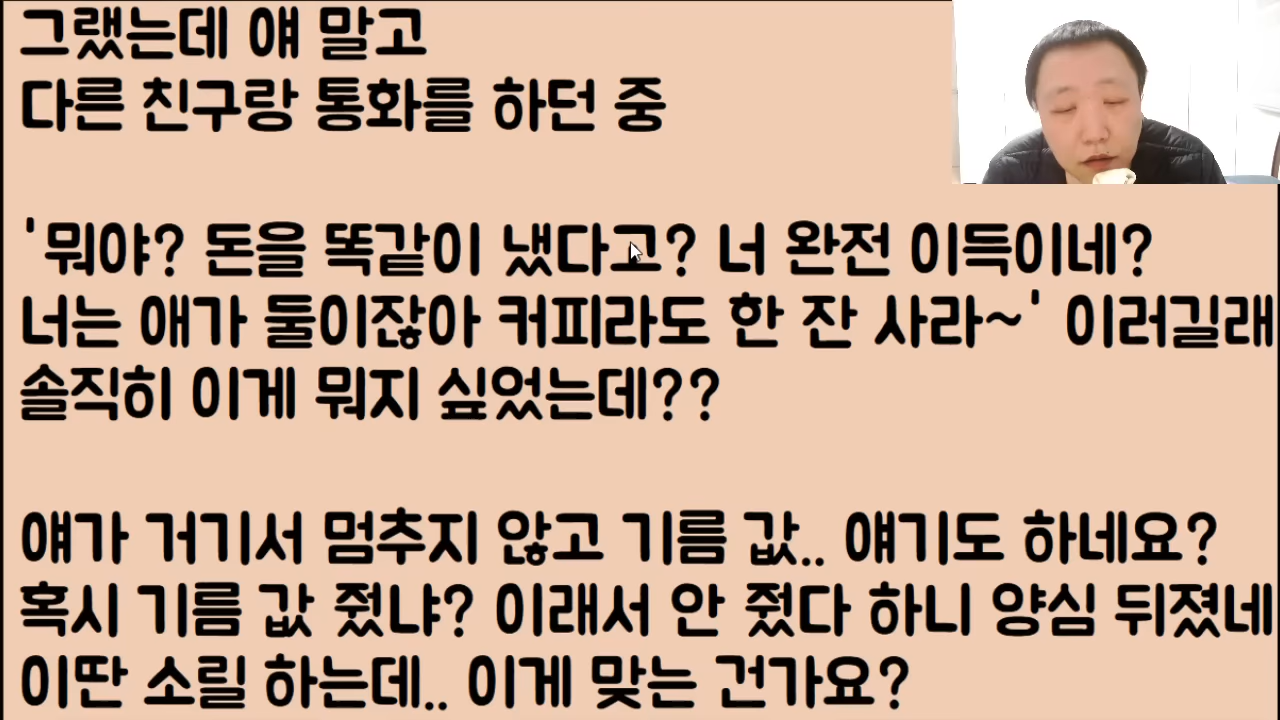 그랬는데 얘 말고
다른 친구랑 통화를 하던 중
'뭐야? 돈을 똑같이 냈다고? 너 완전 이득이네?
너는 애가 둘이잖아 커피라도 한 잔 사라~' 이러길래
솔직히 이게 뭐지 싶었는데??
얘가 거기서 멈추지 않고 기름 값.. 얘기도 하네요?
혹시 기름 값 줬냐? 이래서 안 줬다 하니 양심 뒤졌네
이딴 소릴 하는데.. 이게 맞는 건가요?